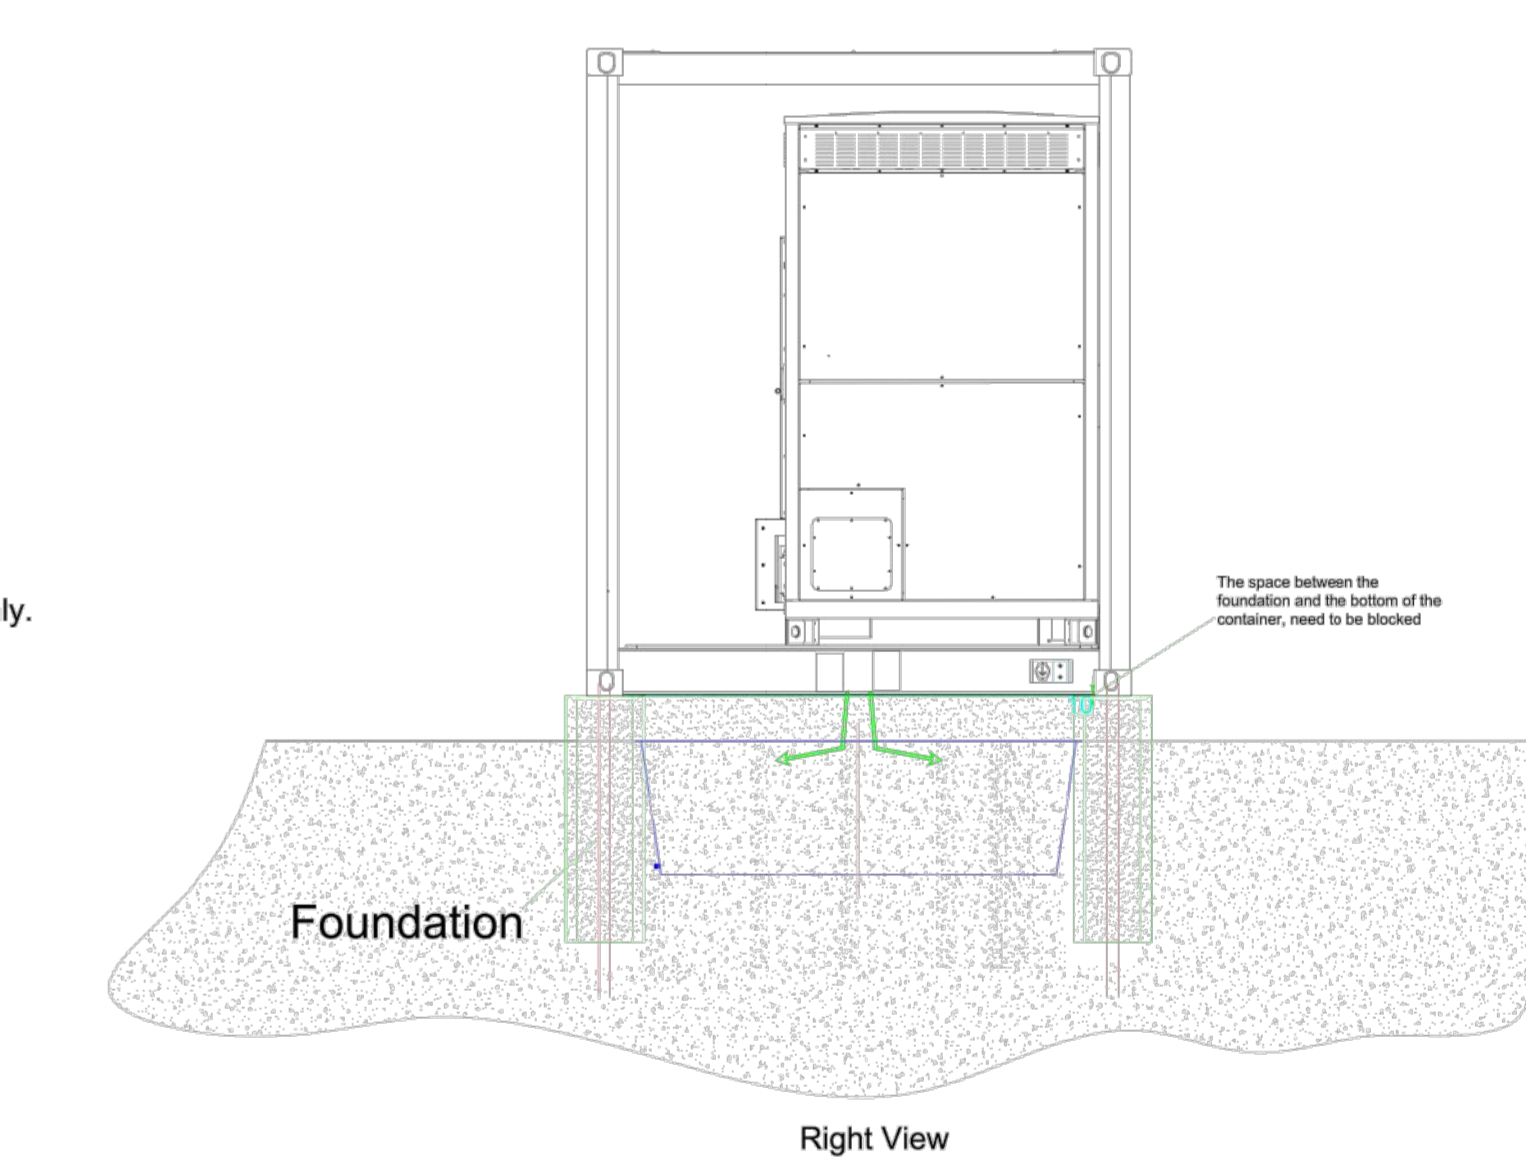 The space between the
foundation and the bottom of the
container, need to be blocked
ly.
10
Foundation
Right View